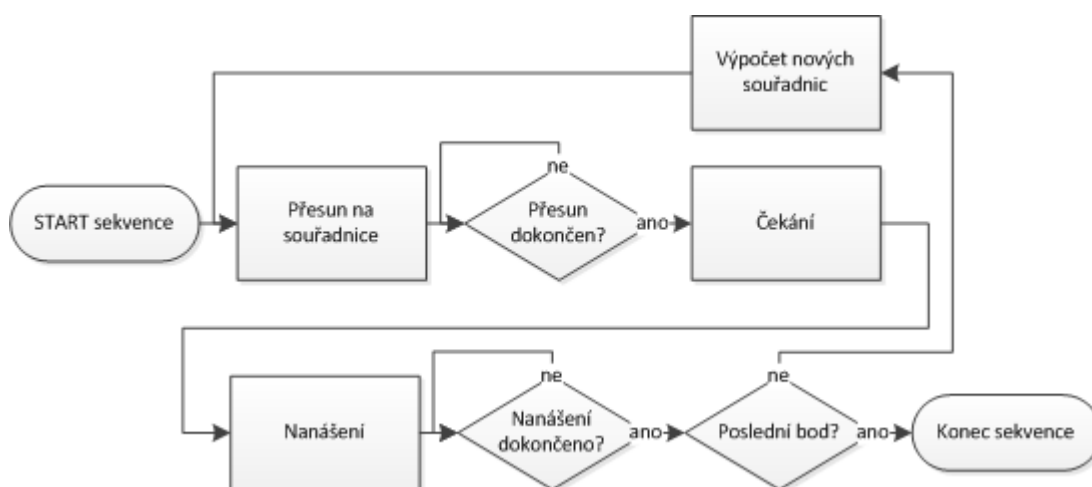 Výpočet nových
souřadnic
START sekvence
Přesun na
souřadnice
ne
Přesun
dokončen?
ano
Čekání
Nanášení
ne
Nanášení
dokončeno?
ano
ne
Poslední bod?
ano
Konec sekvence